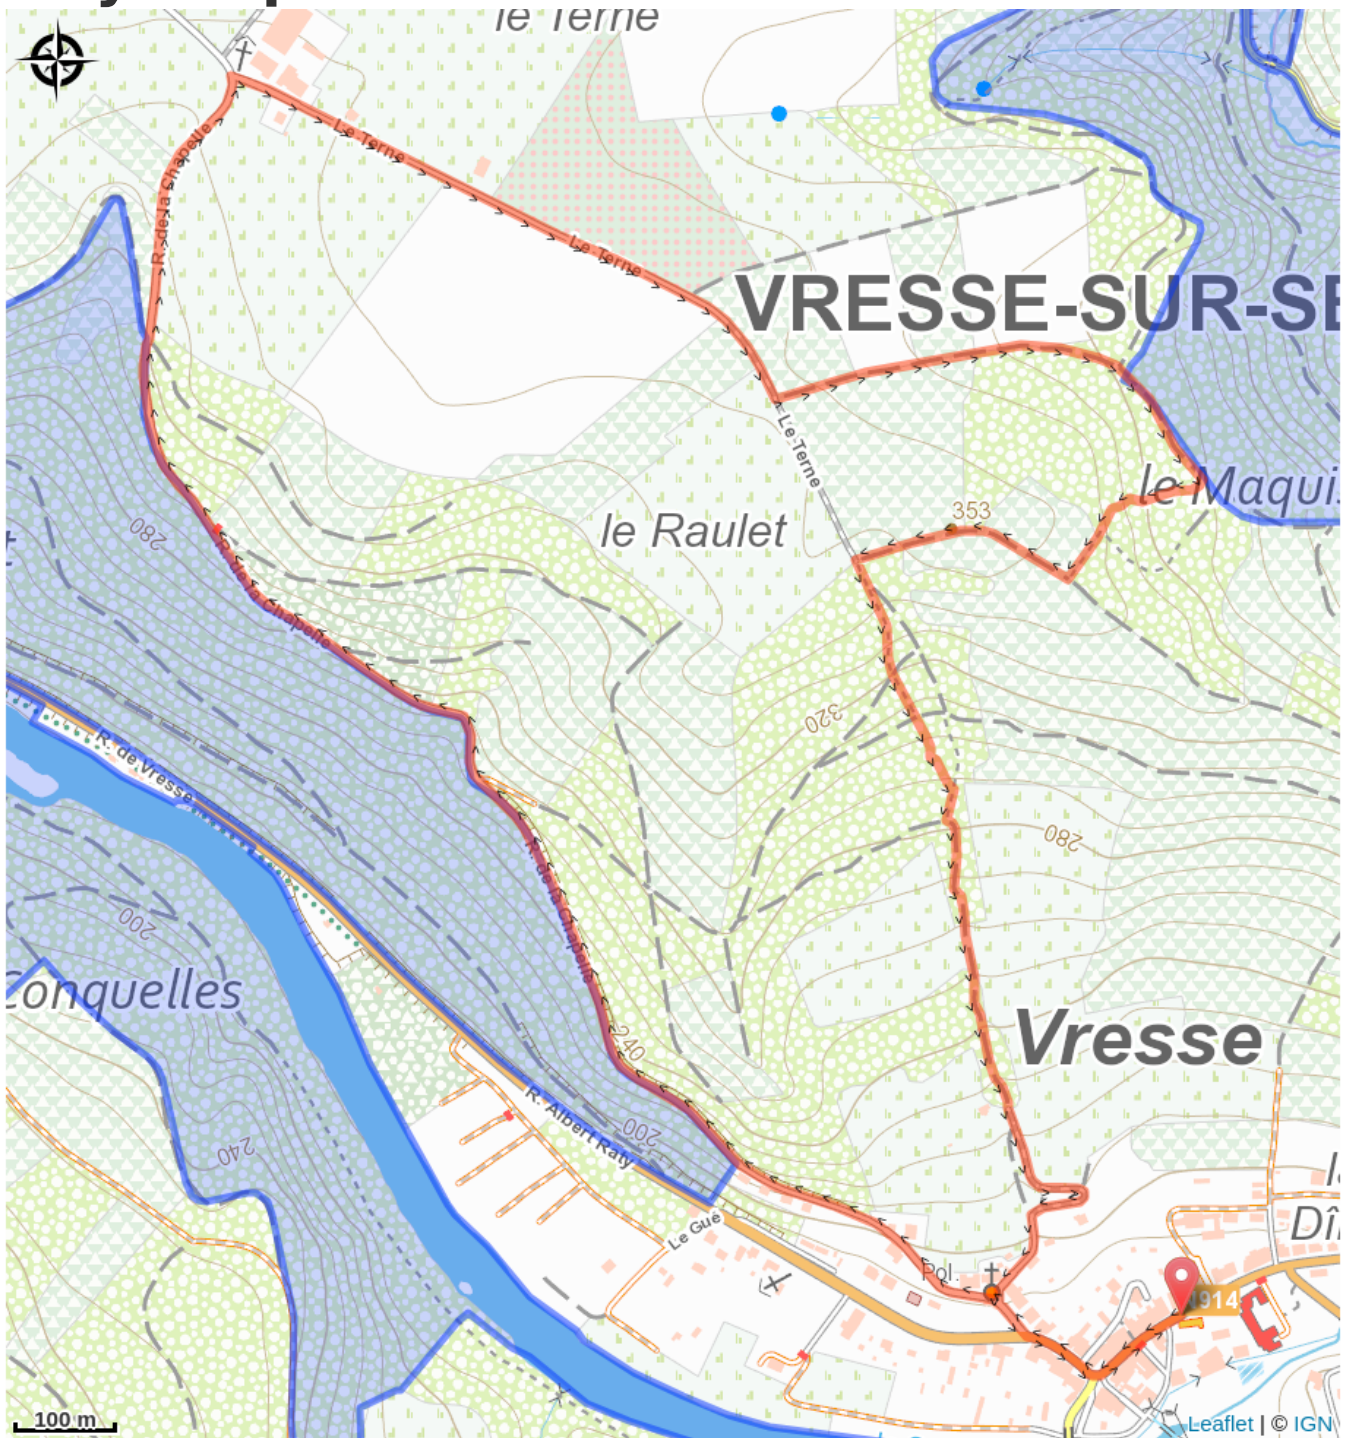 le Terne
R. de la Chapelle
Le Terne
Le Terne
VRESSE-SUR-SE
Le Terne
le Maqui
353
le Raulet
280
R. de la Chapelle
320
R. de Vresse
280
R. de la Chapelle
200
Conquelles
Vresse
240
R. Albert Raty
200
240
Le Gué
Dî
Pol.
914
100 m
Leaflet | © IGN